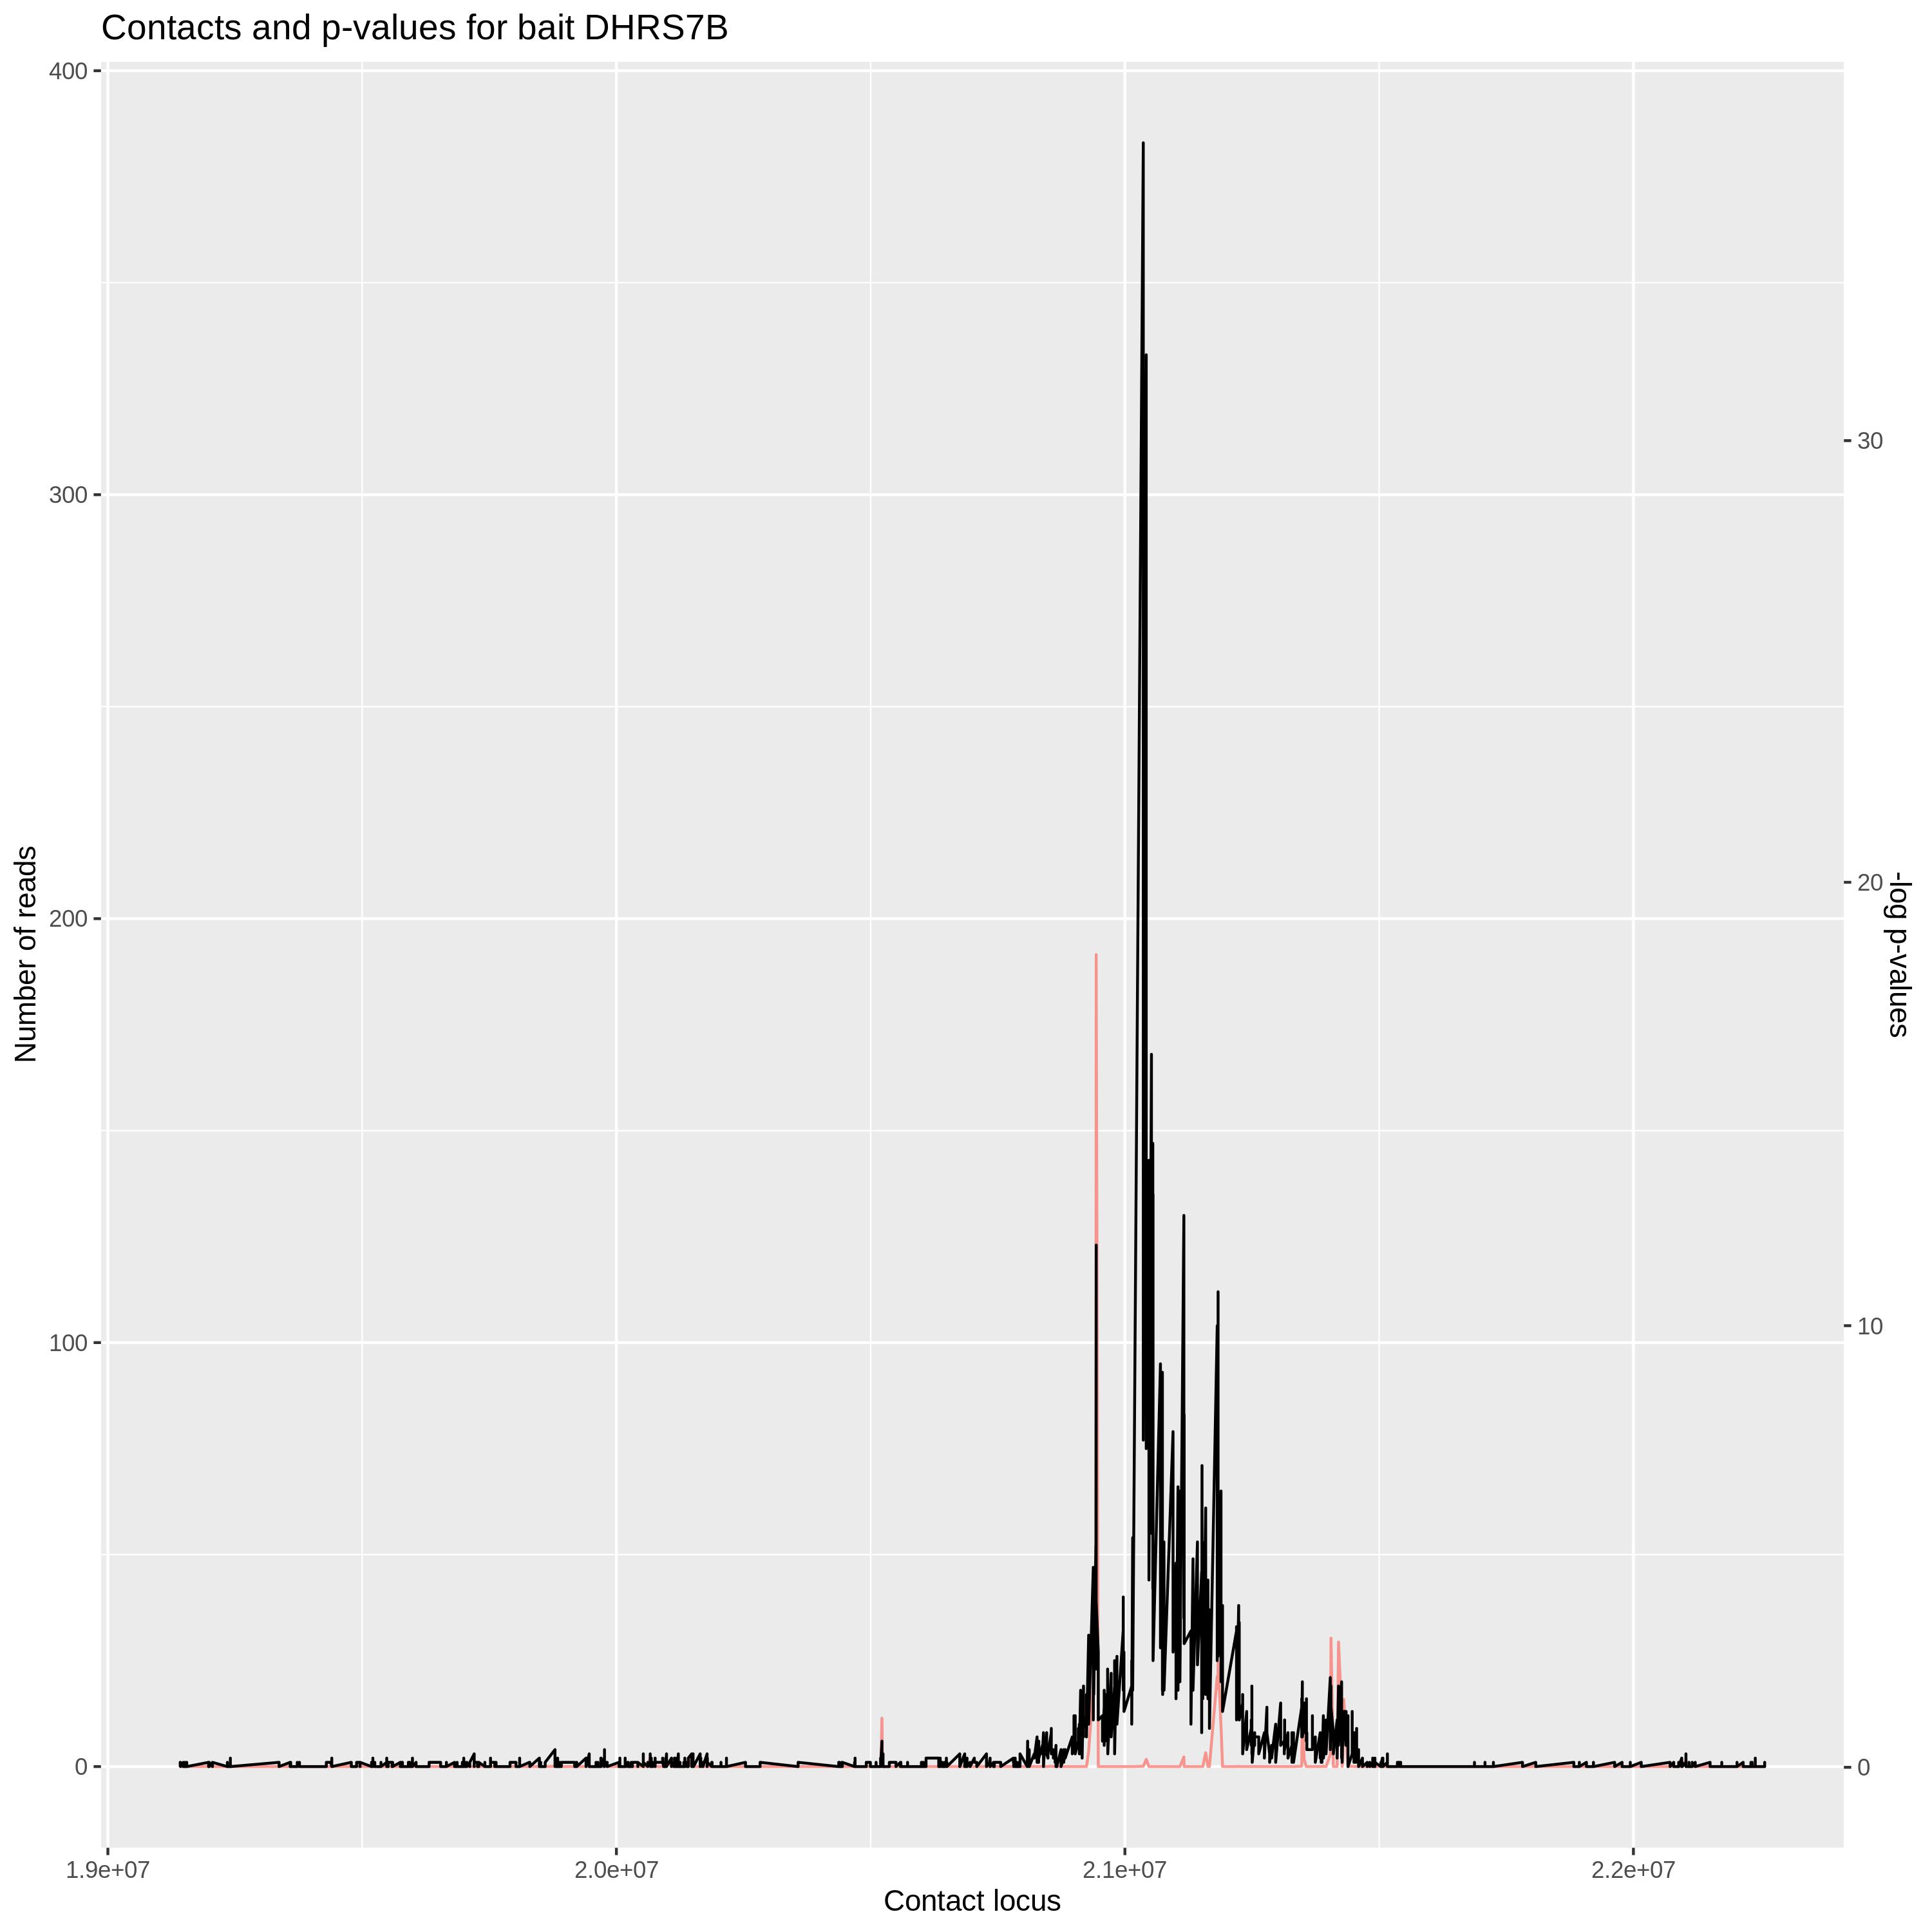 Contacts and p-values for bait DHRS7B
400
300
200
100
0
Number of reads
30
20
10
0
-log p-values
1.9e+07
2.0e+07
2.1e+07
2.2e+07
Contact locus